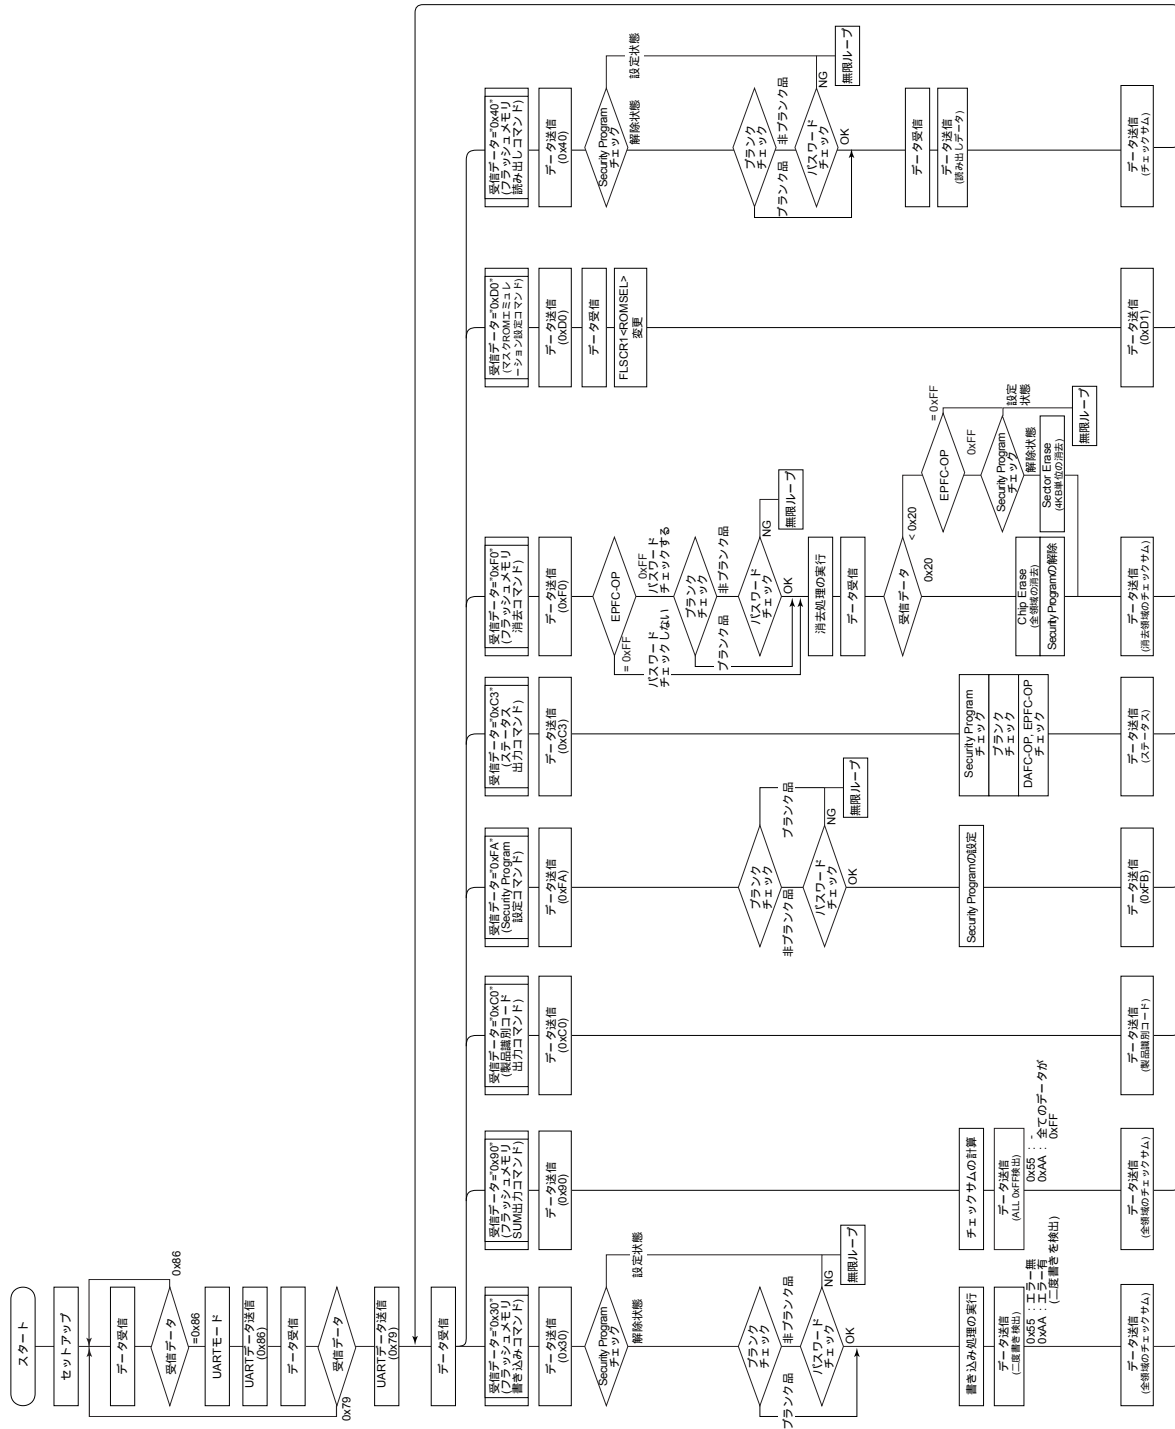 スタート
セットアップ
データ受信
受信データ
0x86
=0x86
UARTモード
UARTデータ送信
(0x86)
データ受信
受信データ
0x79
UARTデータ送信
(0x79)
データ受信
受信データ="0x30"
(フラッシュメモリ
書き込みコマンド)
データ送信
(0x30)
Security Program
チェック
設定状態
解除状態
ブランク
チェック
ブランク品
非ブランク品
パスワード
チェック
NG
無限ループ
OK
書き込み処理の実行
データ送信
(二度書き検出)
0x55 : エラー無
0xAA : エラー有
(二度書きを検出)
データ送信
(全領域のチェックサム)
受信データ="0x90"
(フラッシュメモリ
SUM出力コマンド)
データ送信
(0x90)
チェックサムの計算
データ送信
(ALL 0xFF検出)
0x55 : -
0xAA : 全てのデータが
0xFF
データ送信
(全領域のチェックサム)
受信データ="0xC0"
(製品識別コード
出力コマンド)
データ送信
(0xC0)
データ送信
(製品識別コード)
受信データ="0xFA"
(Security Program
設定コマンド)
データ送信
(0xFA)
ブランク
チェック
ブランク品
非ブランク品
パスワード
チェック
NG
無限ループ
OK
Security Programの設定
データ送信
(0xFB)
受信データ="0xC3"
(ステータス
出力コマンド)
データ送信
(0xC3)
Security Program
チェック
ブランク
チェック
DAFC-OP, EPFC-OP
チェック
データ送信
(ステータス)
受信データ="0xF0"
(フラッシュメモリ
消去コマンド)
データ送信
(0xF0)
EPFC-OP
= 0xFF
パスワード
チェックしない
0xFF
パスワード
チェックする
ブランク
チェック
ブランク品
非ブランク品
パスワード
チェック
NG
無限ループ
OK
消去処理の実行
データ受信
受信データ
< 0x20
0x20
EPFC-OP
= 0xFF
0xFF
Security Program
チェック
設定
状態
解除状態
無限ループ
Chip Erase
(全領域の消去)
Security Programの解除
Sector Erase
(4KB単位の消去)
データ送信
(消去領域のチェックサム)
受信データ="0xD0"
(マスクROMエミュレ
ーション設定コマンド)
データ送信
(0xD0)
データ受信
FLSCR1<ROMSEL>
変更
データ送信
(0xD1)
受信データ="0x40"
(フラッシュメモリ
読み出しコマンド)
データ送信
(0x40)
Security Program
チェック
設定状態
解除状態
ブランク
チェック
ブランク品
非ブランク品
パスワード
チェック
NG
無限ループ
OK
データ受信
データ送信
(読み出しデータ)
データ送信
(チェックサム)